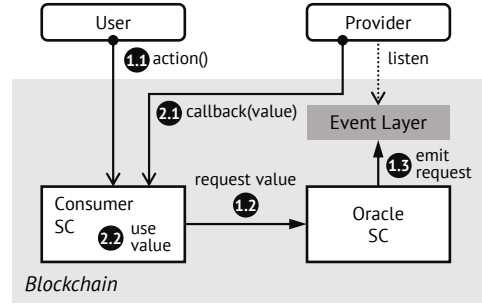 User
Provider
1.1 action()
listen
2.1 callback(value)
Event Layer
request value
1.2
1.3 emit
request
Consumer
SC
2.2 use
value
Oracle
SC
Blockchain